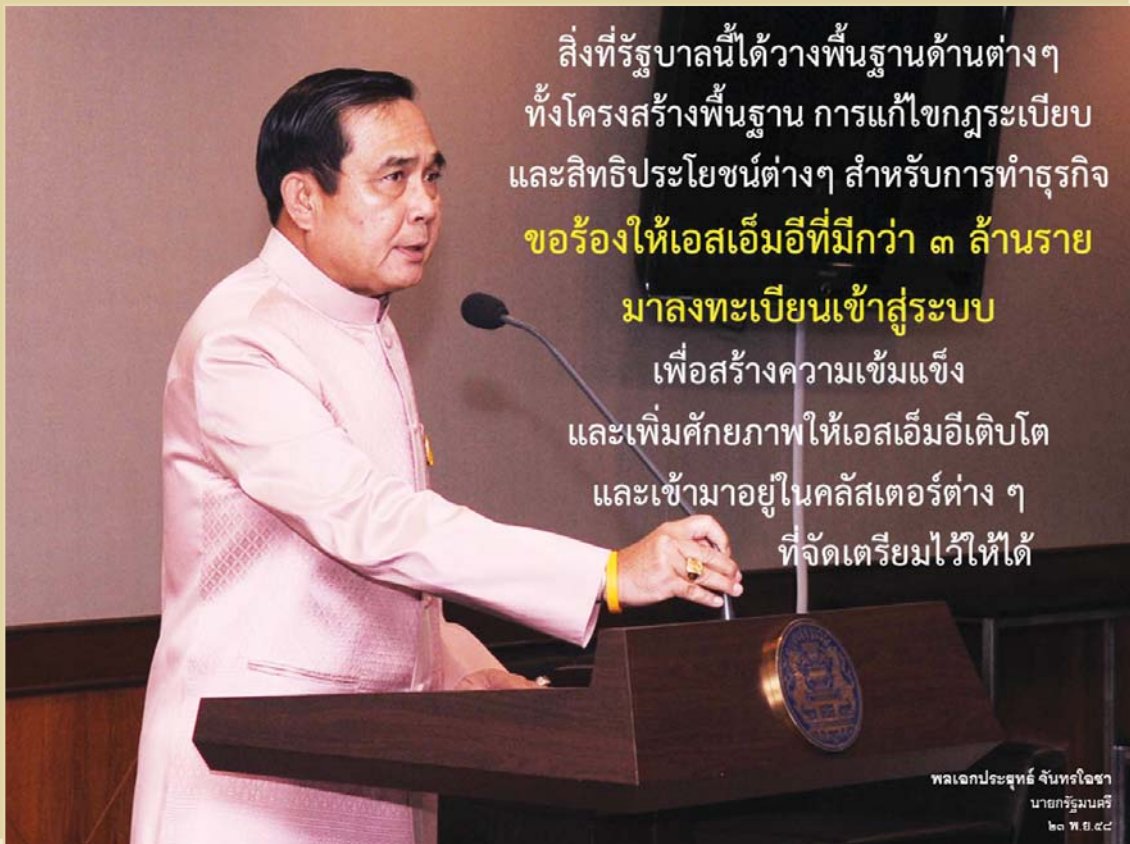 สิ่งที่รัฐบาลนี้ได้วางพื้นฐานด้านต่างๆ
ทั้งโครงสร้างพื้นฐาน การแก้ไขกฎระเบียบ
และสิทธิประโยชน์ต่างๆ สำหรับการทำธุรกิจ
ขอร้องให้เอสเอ็มอีที่มีกว่า ๓ ล้านราย
มาลงทะเบียนเข้าสู่ระบบ
เพื่อสร้างความเข้มแข็ง
และเพิ่มศักยภาพให้เอสเอ็มอีเติบโต
และเข้ามาอยู่ในคลัสเตอร์ต่าง ๆ
ที่จัดเตรียมไว้ให้ได้
พลเอกประยุทธ์ จันทรโอชา
นายกรัฐมนตรี
๒๓ พ.ย.๕๘